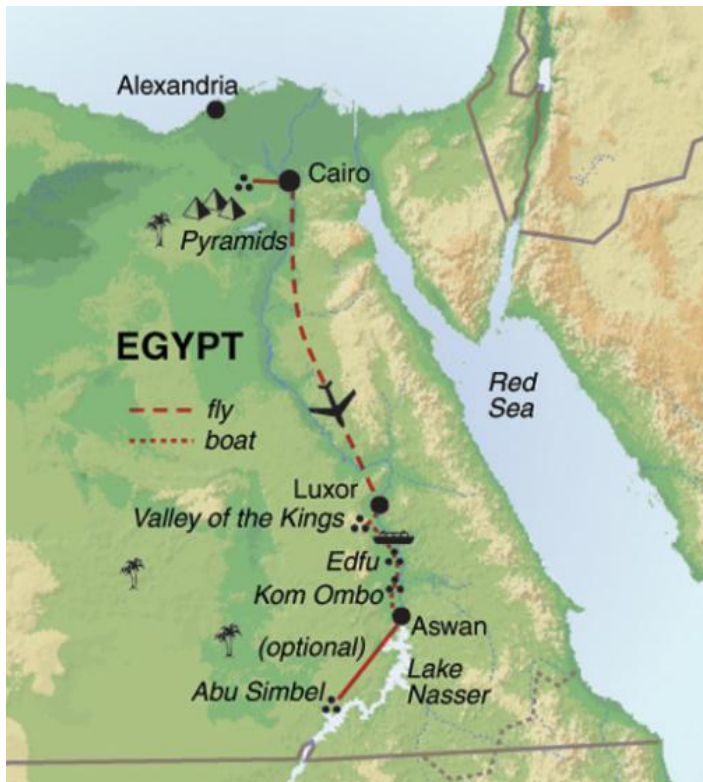 Alexandria
Cairo
Pyramids
EGYPT
fly
boat
Red
Sea
Luxor
Valley of the Kings
Edfu
Kom Ombo
Aswan
(optional)
Lake
Nasser
Abu Simbel